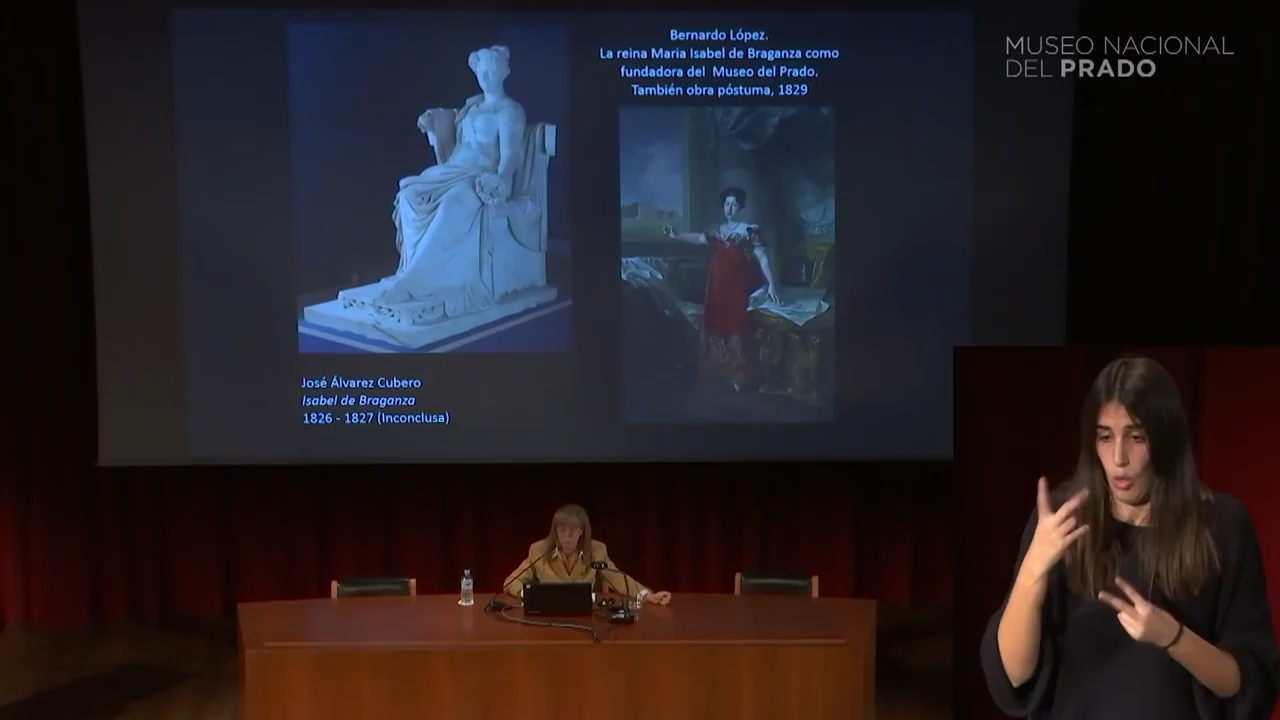 Bernardo López.
La reina Maria Isabel de Braganza como
fundadora del Museo del Prado.
También obra póstuma, 1829
MUSEO NACIONAL
DEL PRADO
José Álvarez Cubero
Isabel de Braganza
1826 - 1827 (Inconclusa)